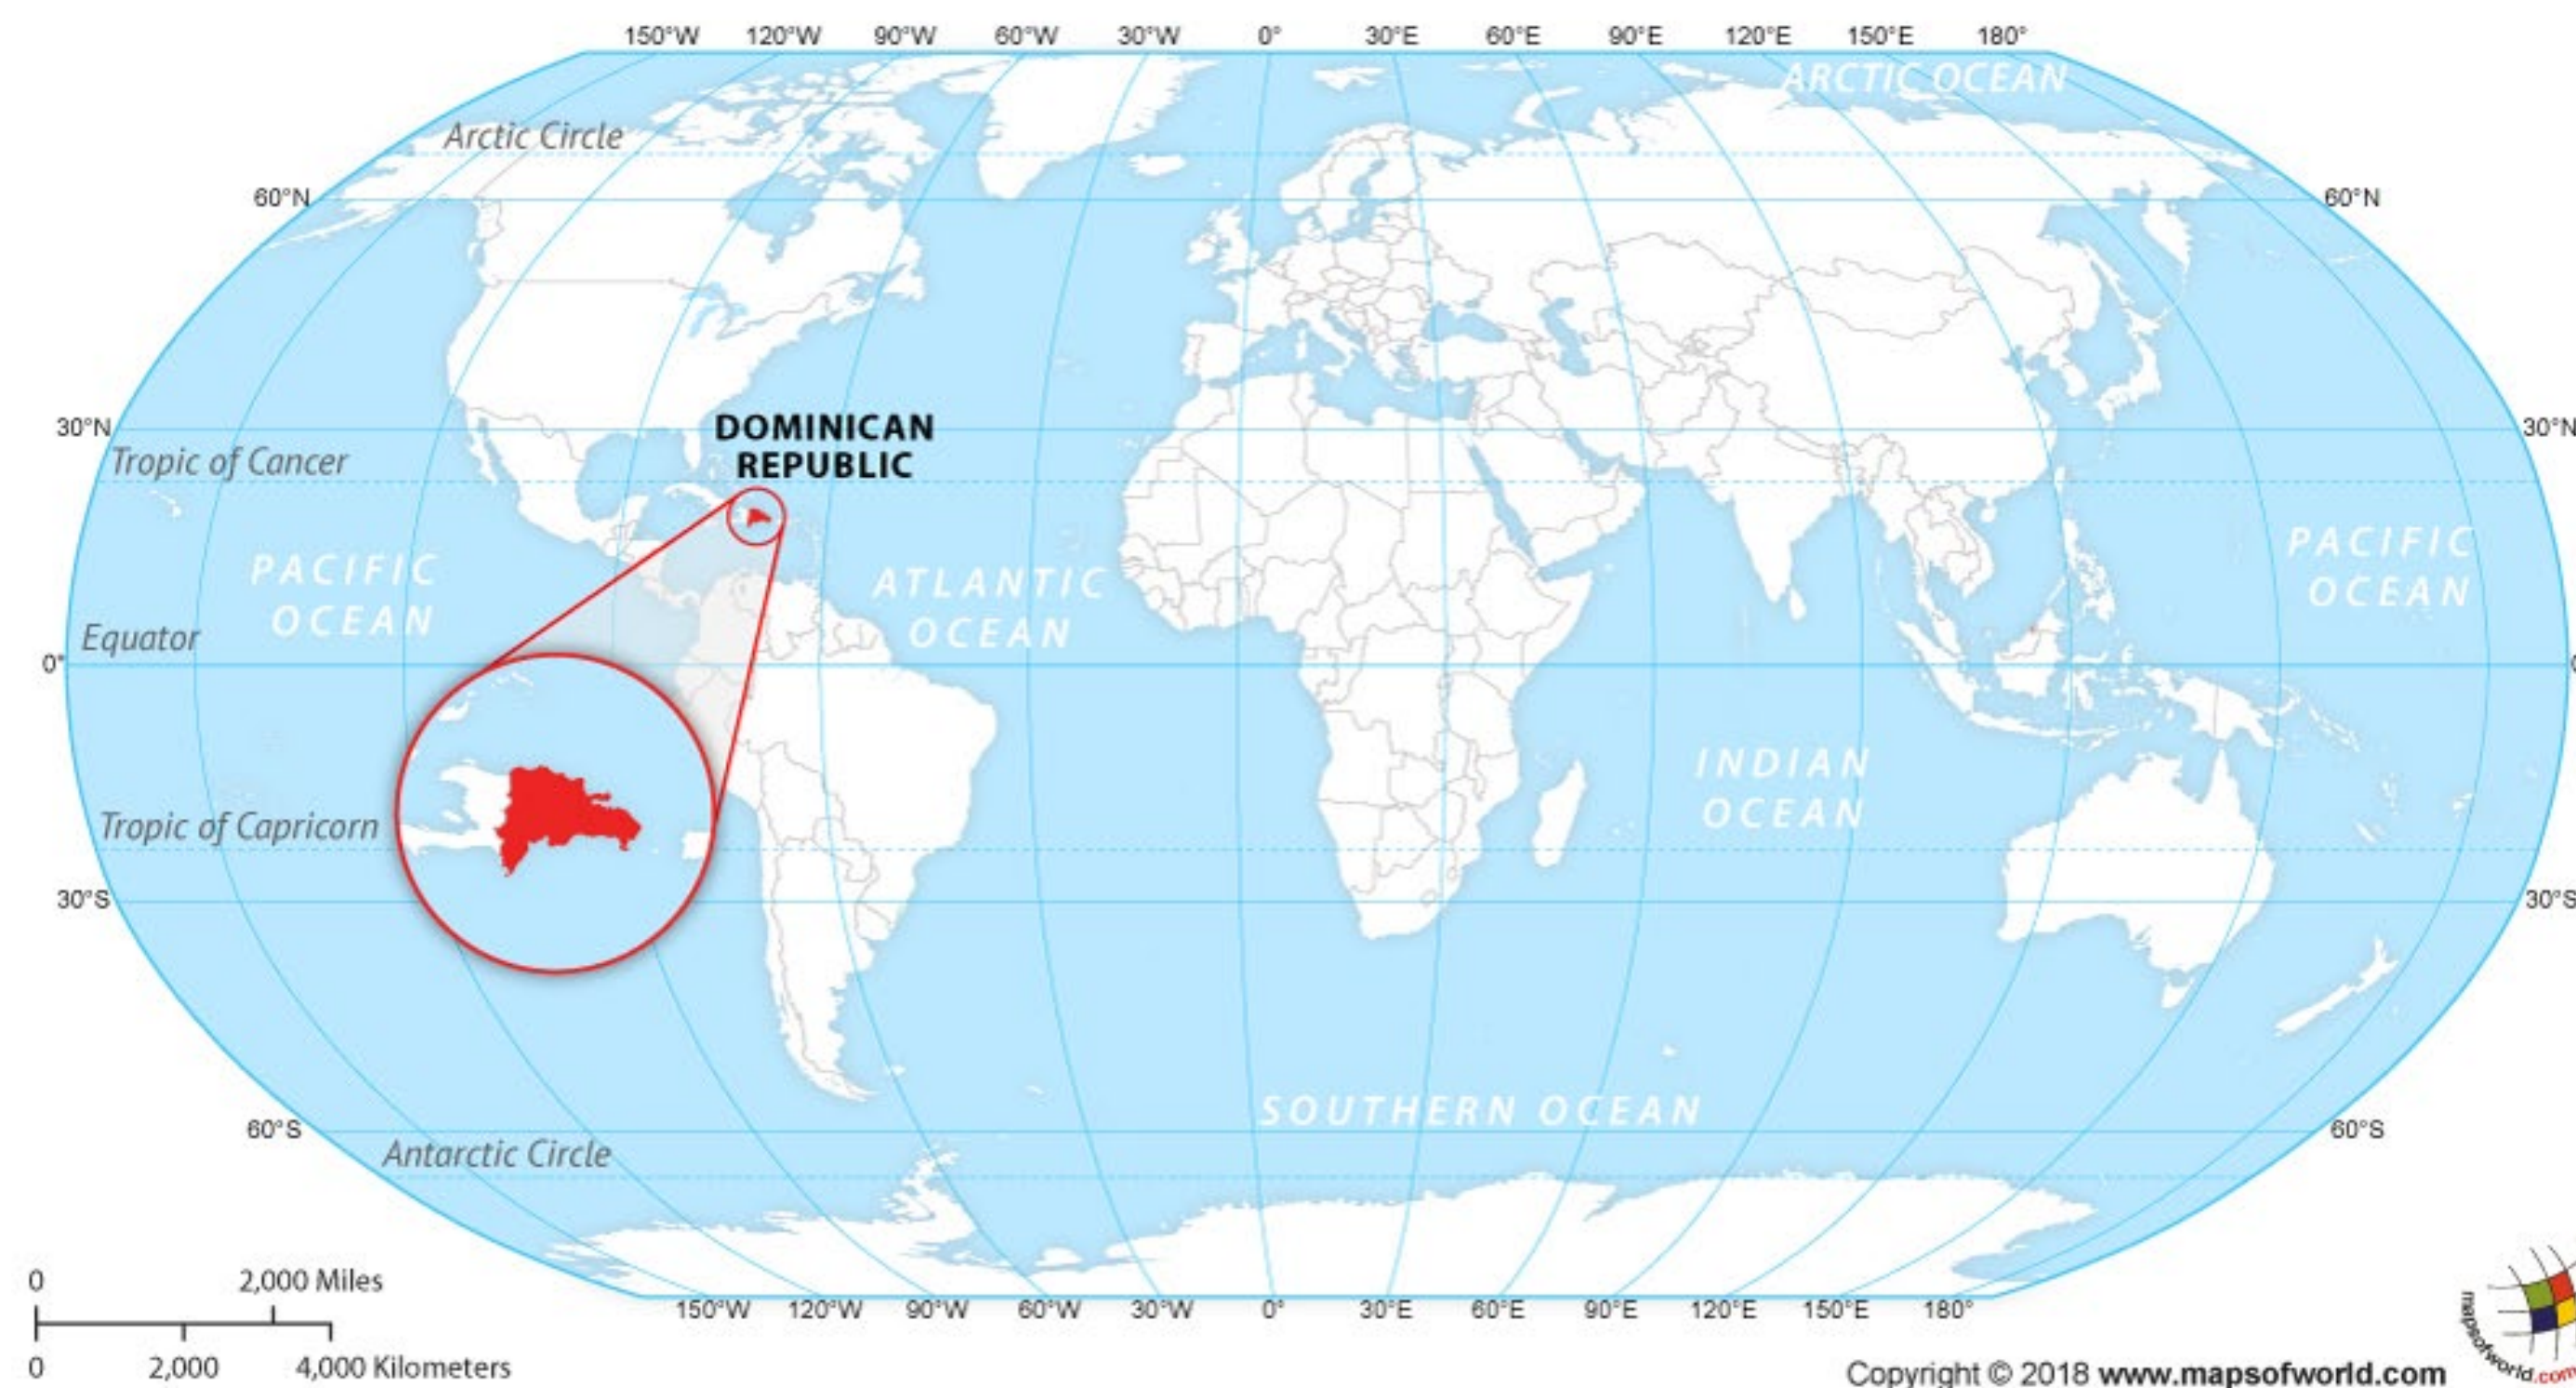 150°W 120°W 90°W 60°W 30°W 0° 30°E 60°E 90°E 120°E 150°E 180°
ARCTIC OCEAN
Arctic Circle
60°N 60°N
DOMINICAN
REPUBLIC
30°N 30°N
Tropic of Cancer
PACIFIC
OCEAN
ATLANTIC
OCEAN
PACIFIC
OCEAN
Equator
0°
INDIAN
OCEAN
Tropic of Capricorn
30°S 30°S
SOUTHERN OCEAN
60°S 60°S
Antarctic Circle
0 2,000 Miles
150°W 120°W 90°W 60°W 30°W 0° 30°E 60°E 90°E 120°E 150°E 180°
0 2,000 4,000 Kilometers
Copyright © 2018 www.mapsofworld.com
mapsofworld.com